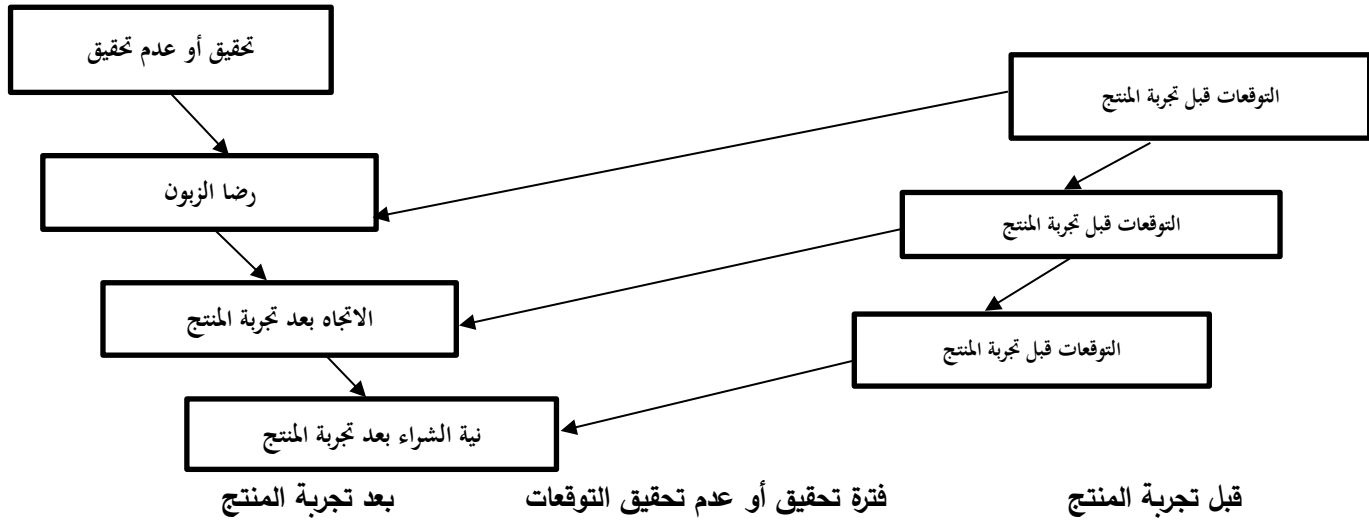 تحقيق أو عدم تحقيق
التوقعات قبل تجربة المنتج
رضا الزبون
التوقعات قبل تجربة المنتج
الاتجاه بعد تجربة المنتج
التوقعات قبل تجربة المنتج
نية الشراء بعد تجربة المنتج
قبل تجربة المنتج
فترة تحقيق أو عدم تحقيق التوقعات
بعد تجربة المنتج